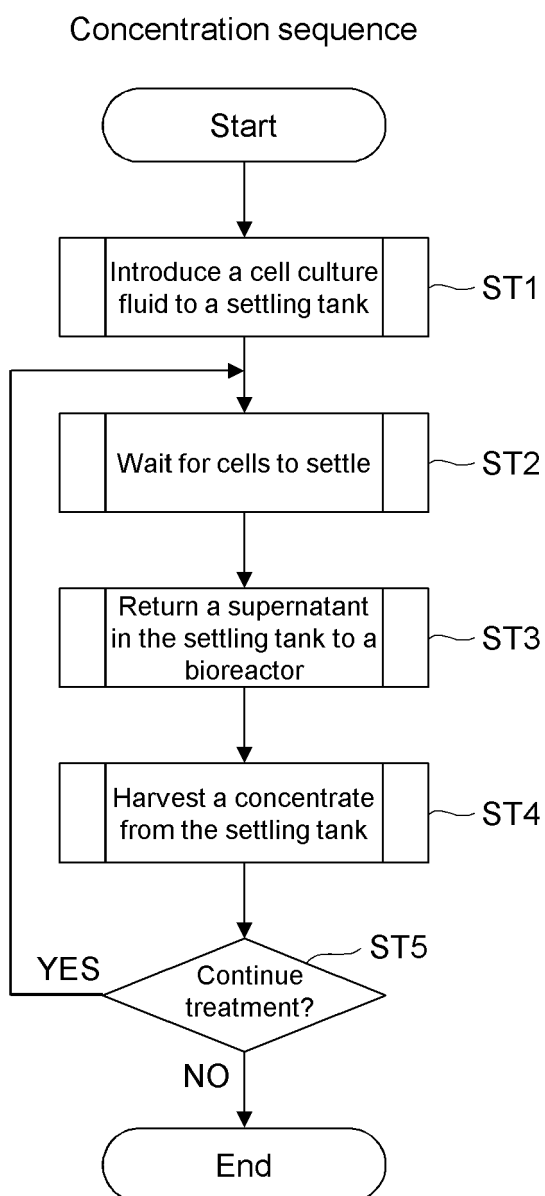 Concentration sequence
Start
Introduce a cell culture
fluid to a settling tank
ST1
Wait for cells to settle
ST2
Return a supernatant
in the settling tank to a
bioreactor
ST3
Harvest a concentrate
from the settling tank
ST4
ST5
YES
Continue
treatment?
NO
End